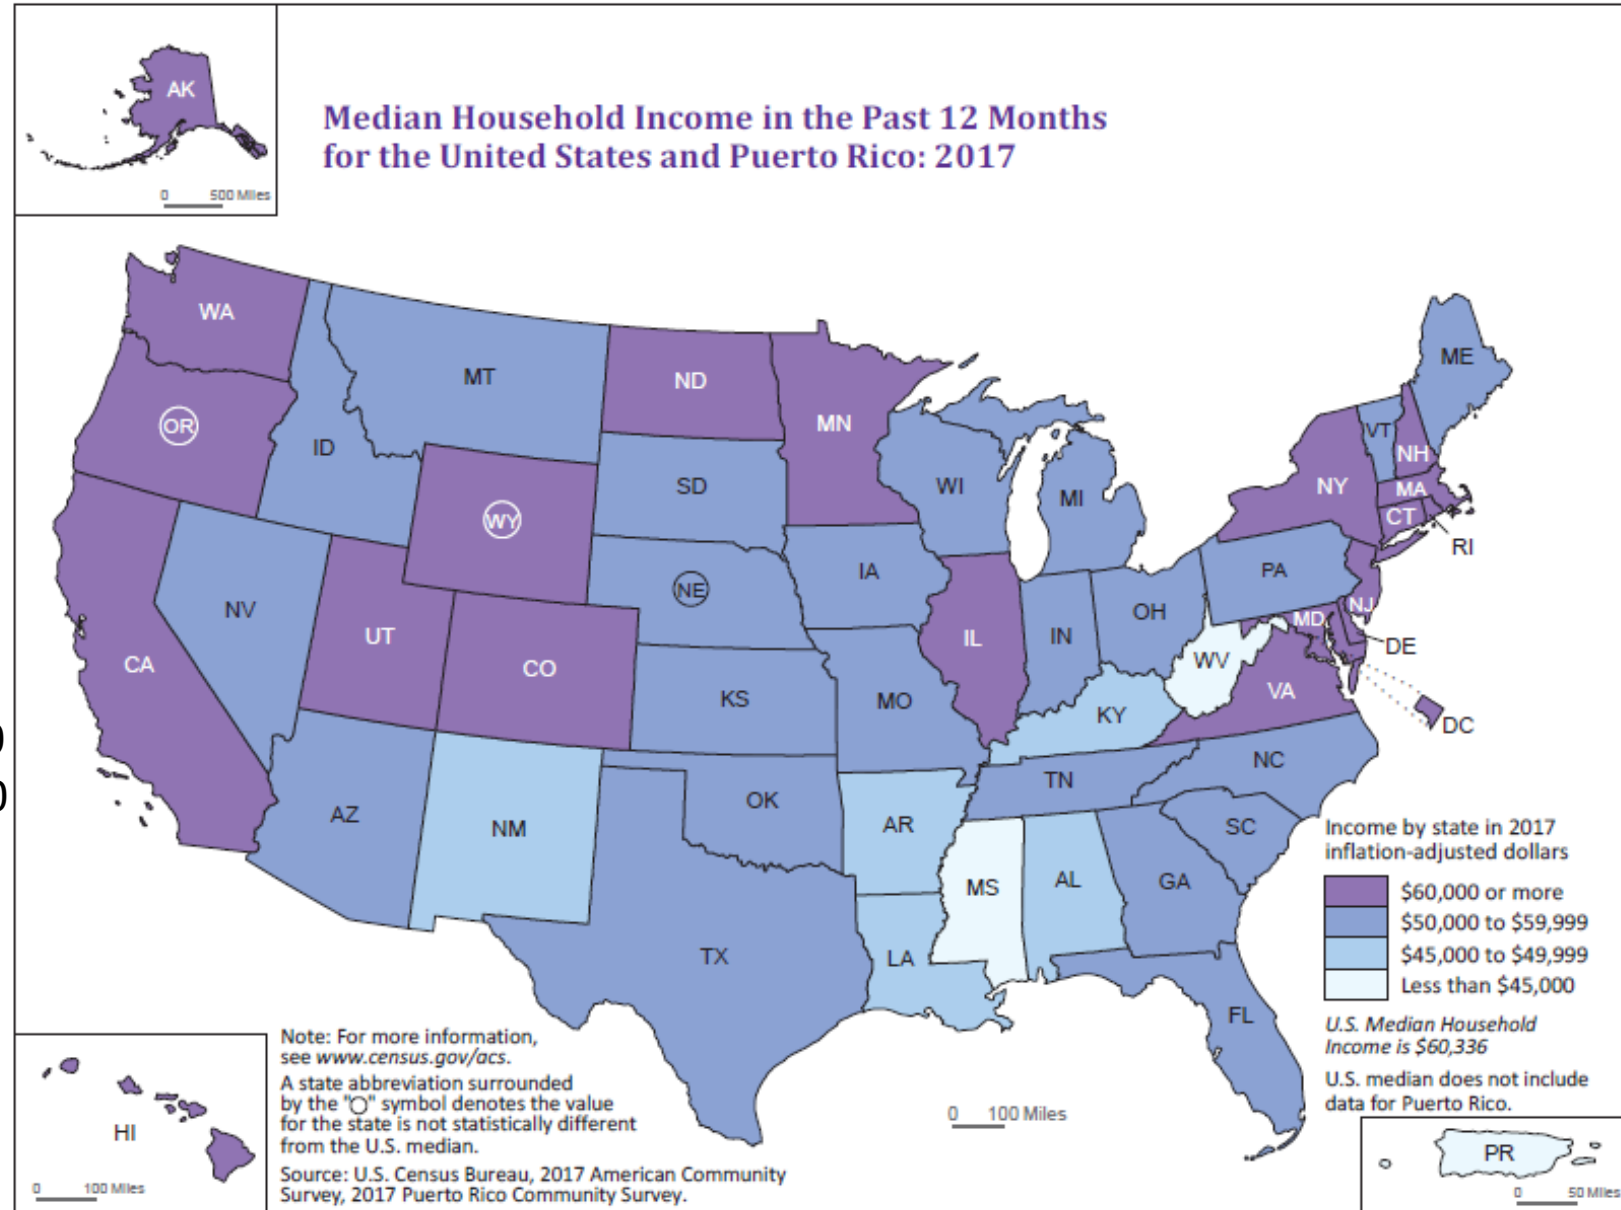 AK
0 500 Miles
Median Household Income in the Past 12 Months
for the United States and Puerto Rico: 2017
WA
MT
ND
MN
ME
OR
ID
VT
NH
SD
WI
MI
NY
MA
WY
CT
RI
IA
PA
NE
NV
OH
NJ
UT
IL
IN
MD
DE
CA
CO
WV
KS
MO
VA
KY
DC
0
0
TN
NC
OK
AZ
NM
AR
SC
MS
AL
GA
TX
LA
FL
Income by state in 2017
inflation-adjusted dollars
$60,000 or more
$50,000 to $59,999
$45,000 to $49,999
Less than $45,000
U.S. Median Household
Income is $60,336
U.S. median does not include
data for Puerto Rico.
Note: For more information,
see www.census.gov/acs.
A state abbreviation surrounded
by the "○" symbol denotes the value
for the state is not statistically different
from the U.S. median.
Source: U.S. Census Bureau, 2017 American Community
Survey, 2017 Puerto Rico Community Survey.
0 100 Miles
HI
0 100 Miles
PR
0 50 Miles